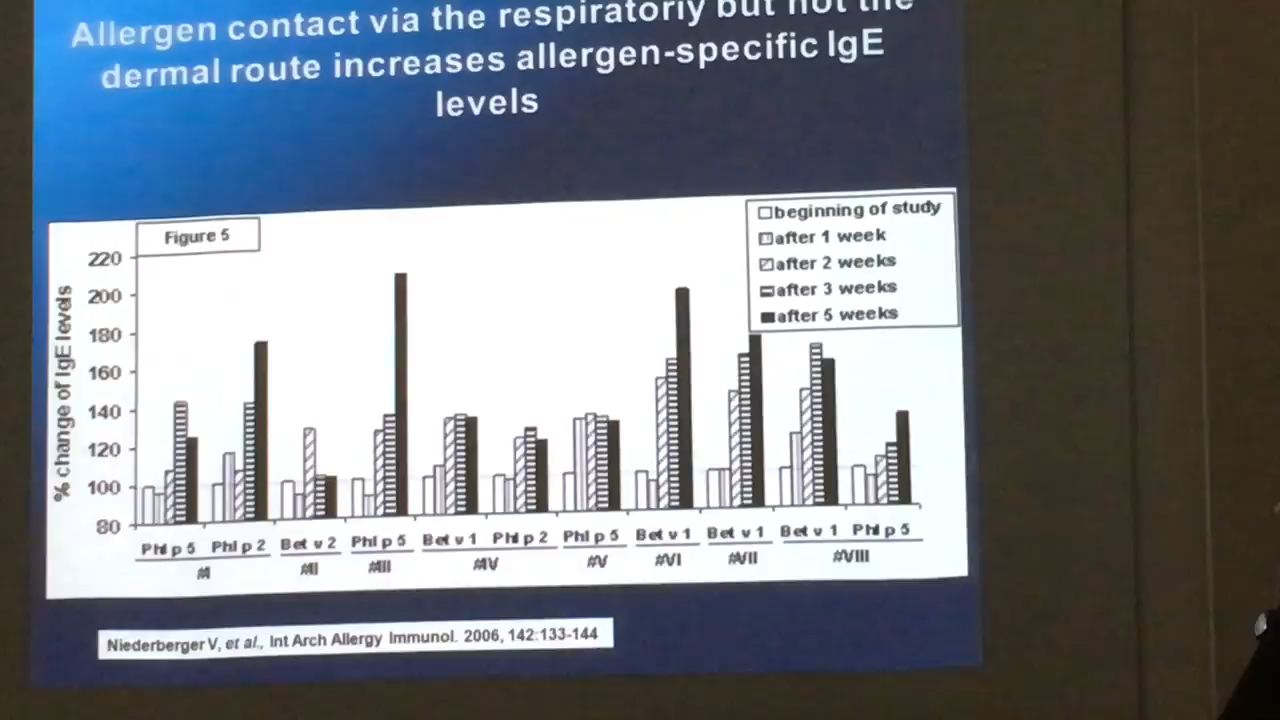 Allergen contact via the respiratoriy but not the
dermal route increases allergen-specific IgE
levels
Figure 5
beginning of study
after 1 week
after 2 weeks
after 3 weeks
after 5 weeks
% change of IgE levels
220
200
180
160
140
120
100
80
Phl p 5 Phl p 2 Bet v 2 Phl p 5 Bet v 1 Phl p 2 Phl p 5 Bet v 1 Bet v 1 Bet v 1 Phl p 5
#I #II #III #IV #V #VI #VII #VIII
Niederberger V, et al., Int Arch Allergy Immunol. 2006, 142:133-144